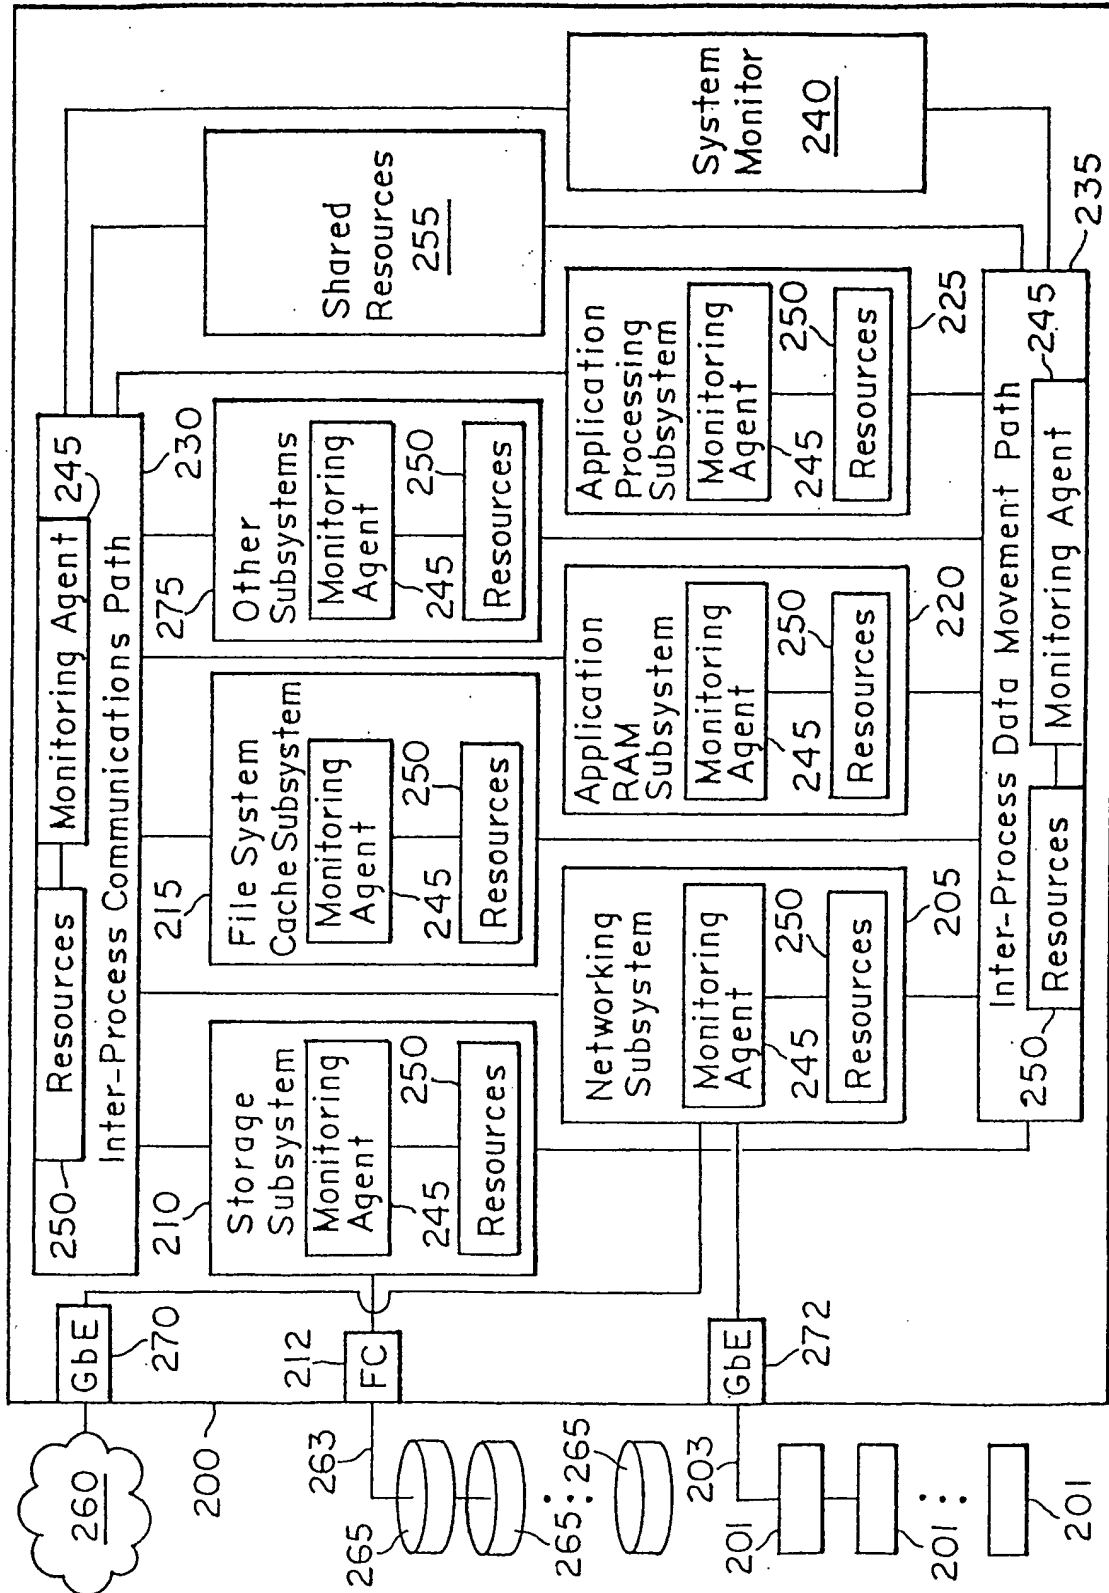 260
GbE
270
200
263
FC
212
265
265
265
203
GbE
272
201
201
201
250
Resources
Monitoring Agent
245
Inter-Process Communications Path
230
210
Storage
Subsystem
Monitoring
Agent
245
250
Resources
215
File System
Cache Subsystem
Monitoring
Agent
245
250
Resources
275
Other
Subsystems
Monitoring
Agent
245
250
Resources
Shared
Resources
255
System
Monitor
240
Networking
Subsystem
Monitoring
Agent
245
250
Resources
205
Application
RAM
Subsystem
Monitoring
Agent
245
250
Resources
220
Application
Processing
Subsystem
Monitoring
Agent
245
250
Resources
225
Inter-Process Data Movement Path
235
250
Resources
Monitoring Agent
245